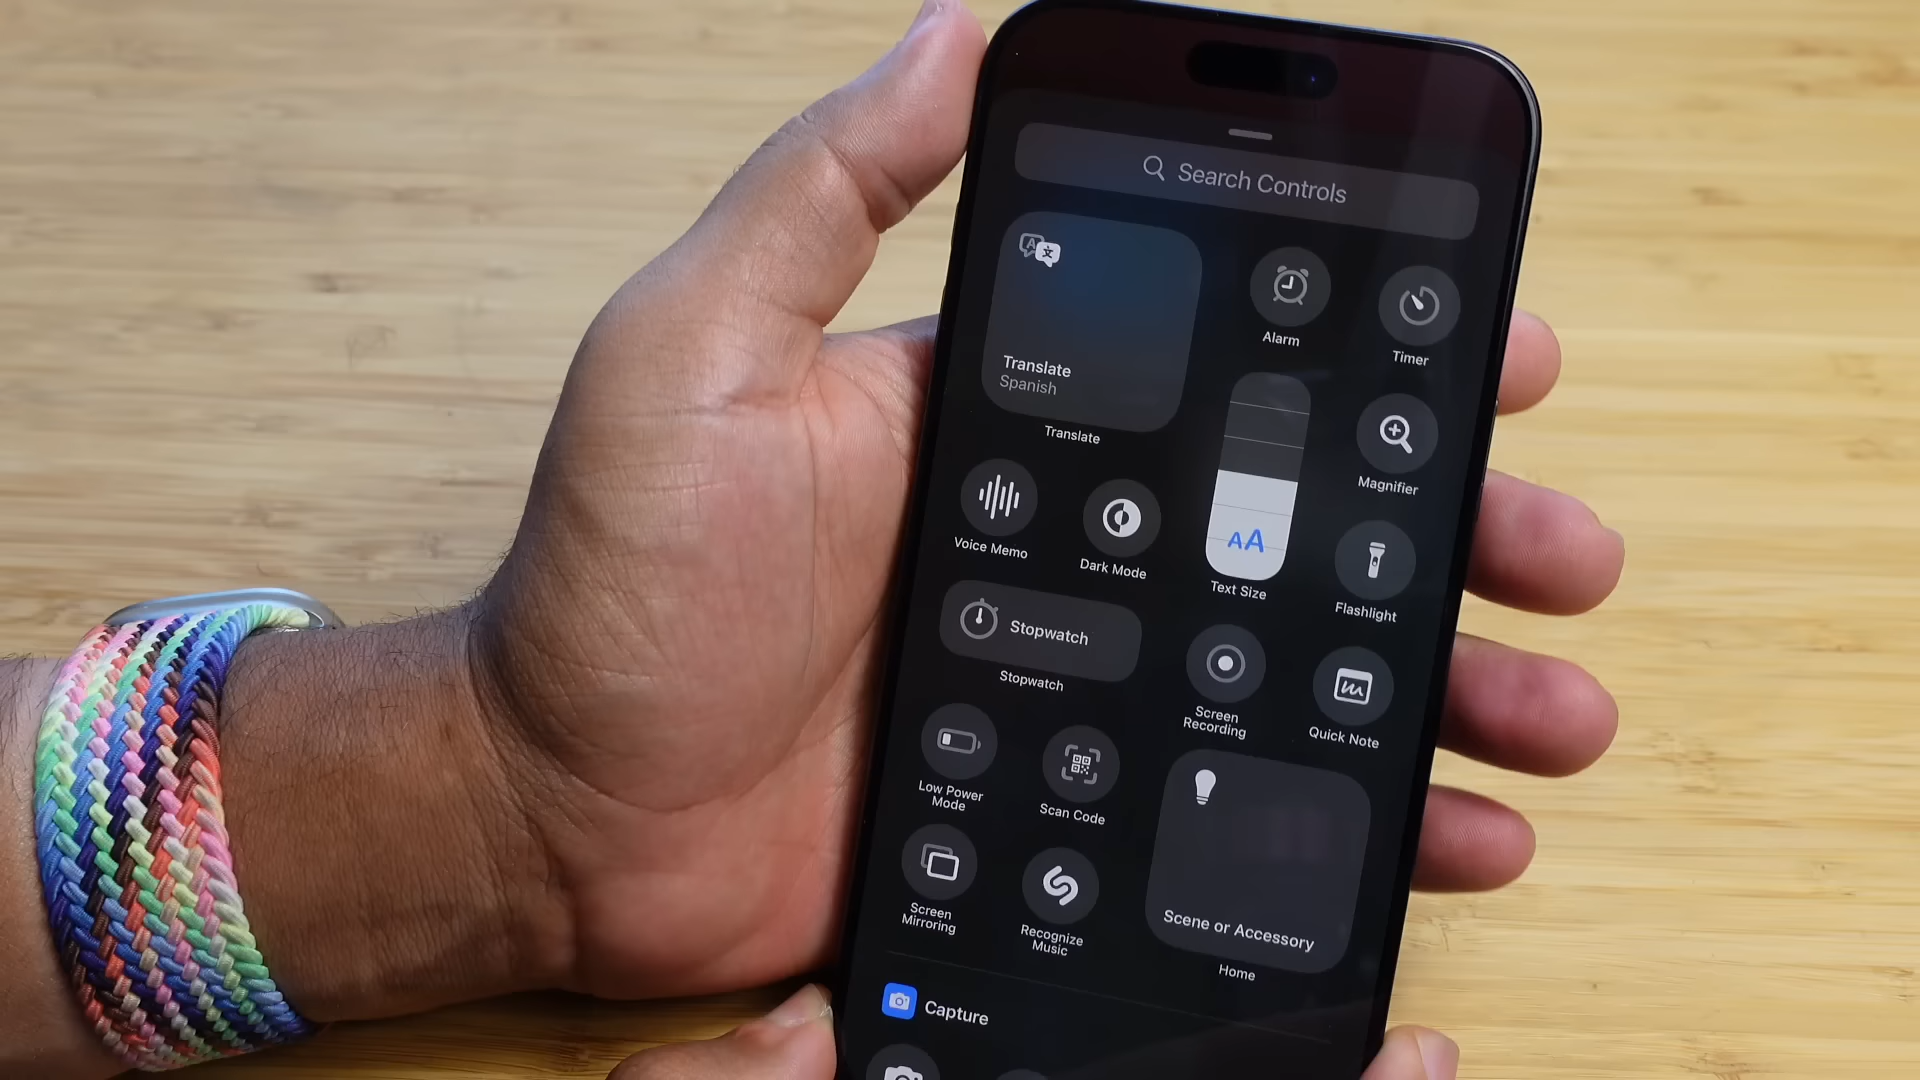 Search Controls
Translate
Spanish
Translate
Alarm
Timer
Magnifier
Voice Memo
Dark Mode
AA
Text Size
Flashlight
Stopwatch
Stopwatch
Screen
Recording
Quick Note
Low Power
Mode
Scan Code
Screen
Mirroring
Recognize
Music
Scene or Accessory
Home
Capture